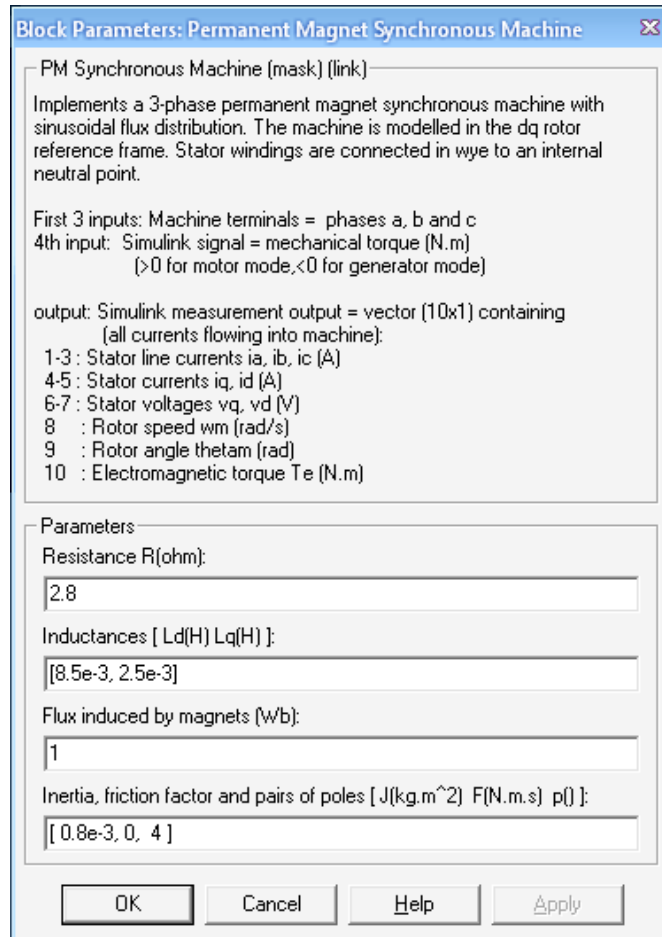 Block Parameters: Permanent Magnet Synchronous Machine
PM Synchronous Machine (mask) (link)
Implements a 3-phase permanent magnet synchronous machine with
sinusoidal flux distribution. The machine is modelled in the dq rotor
reference frame. Stator windings are connected in wye to an internal
neutral point.
First 3 inputs: Machine terminals = phases a, b and c
4th input: Simulink signal = mechanical torque (N.m)
(>0 for motor mode,<0 for generator mode)
output: Simulink measurement output = vector (10x1) containing
(all currents flowing into machine):
1-3 : Stator line currents ia, ib, ic (A)
4-5 : Stator currents iq, id (A)
6-7 : Stator voltages vq, vd (V)
8 : Rotor speed wm (rad/s)
9 : Rotor angle thetam (rad)
10 : Electromagnetic torque Te (N.m)
Parameters
Resistance R(ohm):
2.8
Inductances [ Ld(H) Lq(H) ]:
[8.5e-3, 2.5e-3]
Flux induced by magnets (Wb):
1
Inertia, friction factor and pairs of poles [ J(kg.m^2) F(N.m.s) p() ]:
[ 0.8e-3, 0, 4 ]
OK Cancel Help Apply